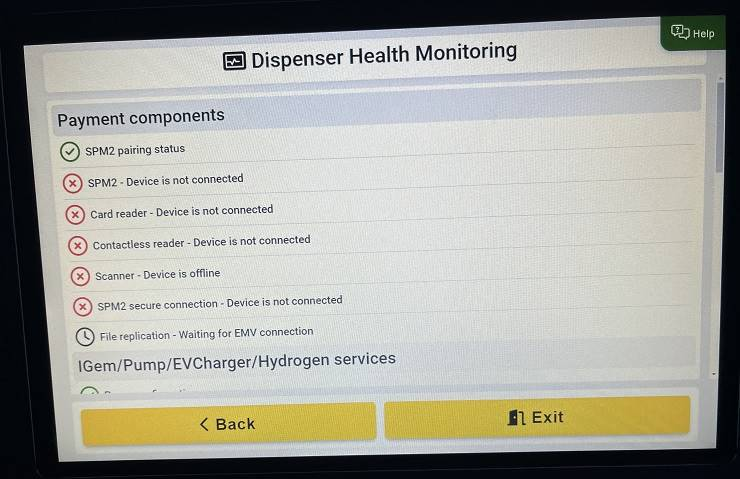 Help
Dispenser Health Monitoring
Payment components
SPM2 pairing status
SPM2 - Device is not connected
Card reader - Device is not connected
Contactless reader - Device is not connected
Scanner - Device is offline
SPM2 secure connection - Device is not connected
File replication - Waiting for EMV connection
IGem/Pump/EVCharger/Hydrogen services
Back
Exit